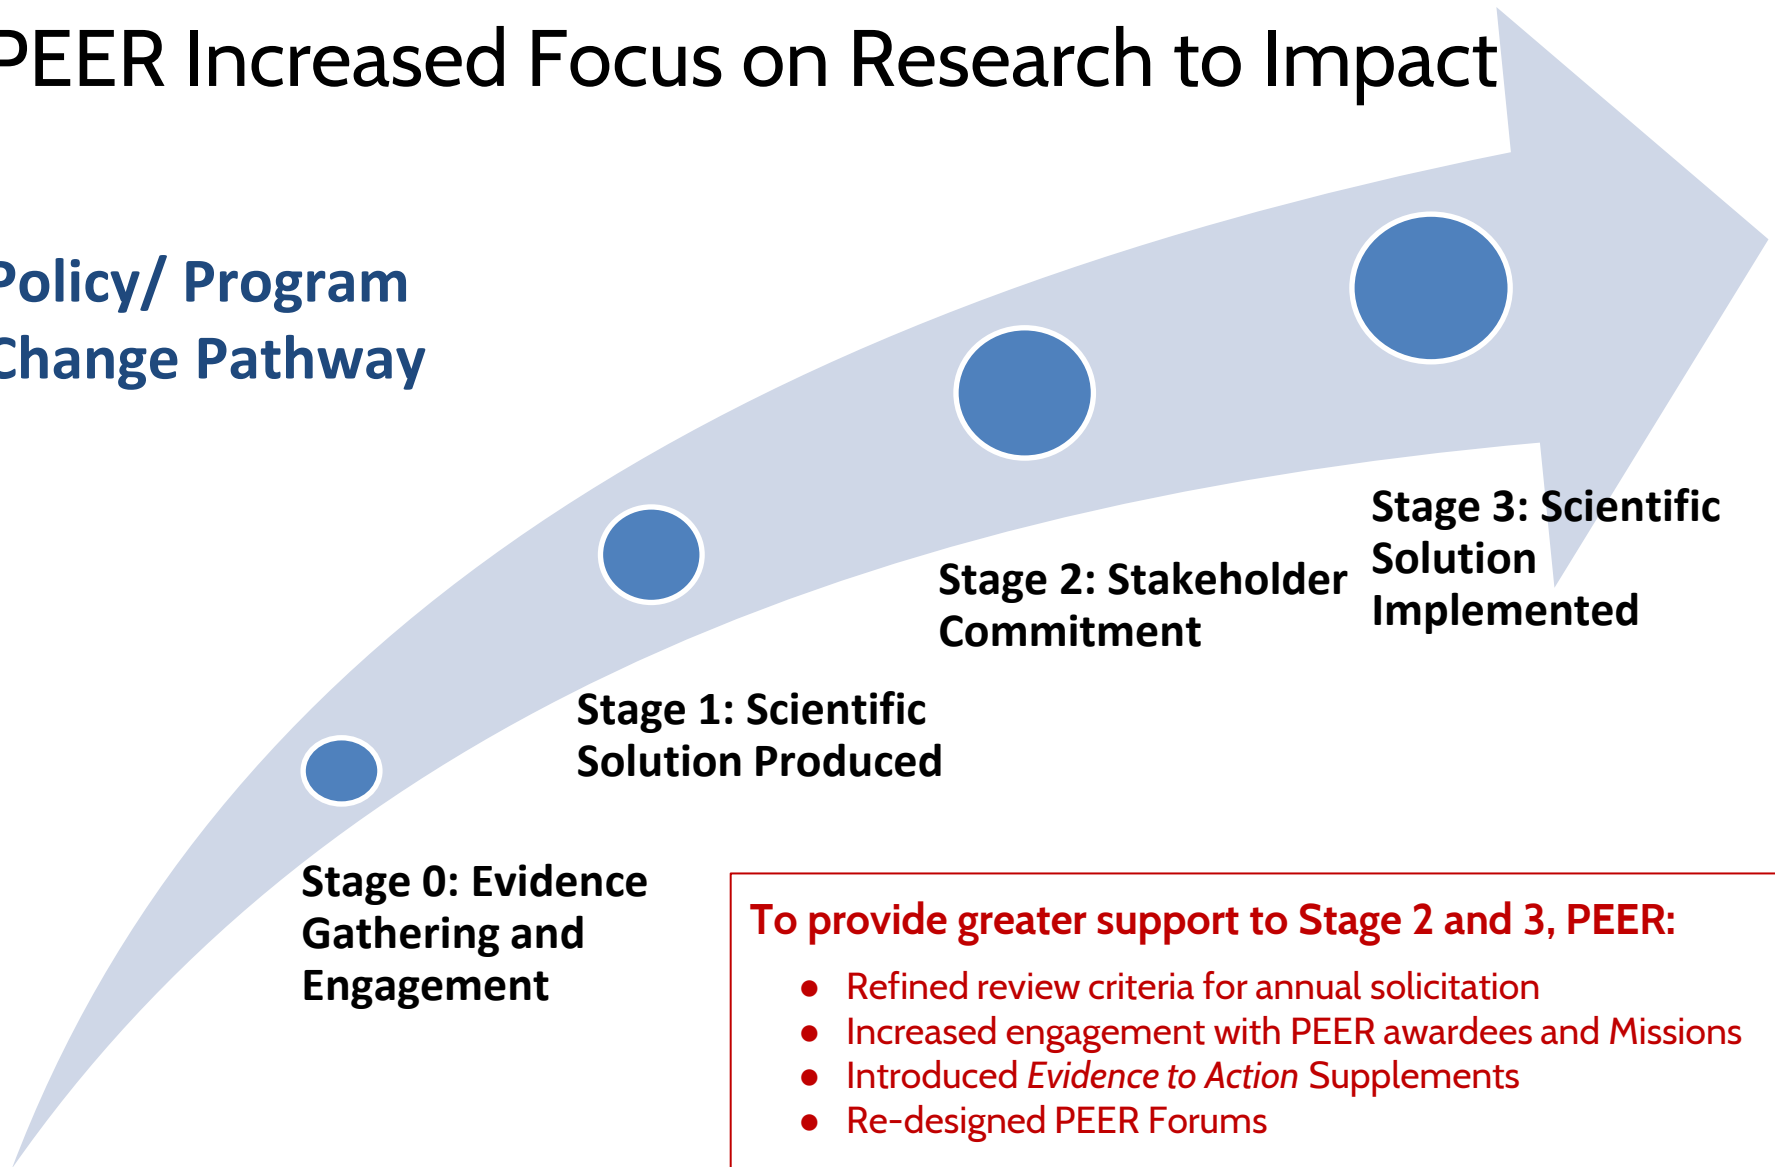 PEER Increased Focus on Research to Impact
Policy/ Program
Change Pathway
Stage 0: Evidence
Gathering and
Engagement
Stage 1: Scientific
Solution Produced
Stage 2: Stakeholder
Commitment
Stage 3: Scientific
Solution
Implemented
To provide greater support to Stage 2 and 3, PEER:
● Refined review criteria for annual solicitation
● Increased engagement with PEER awardees and Missions
● Introduced Evidence to Action Supplements
● Re-designed PEER Forums